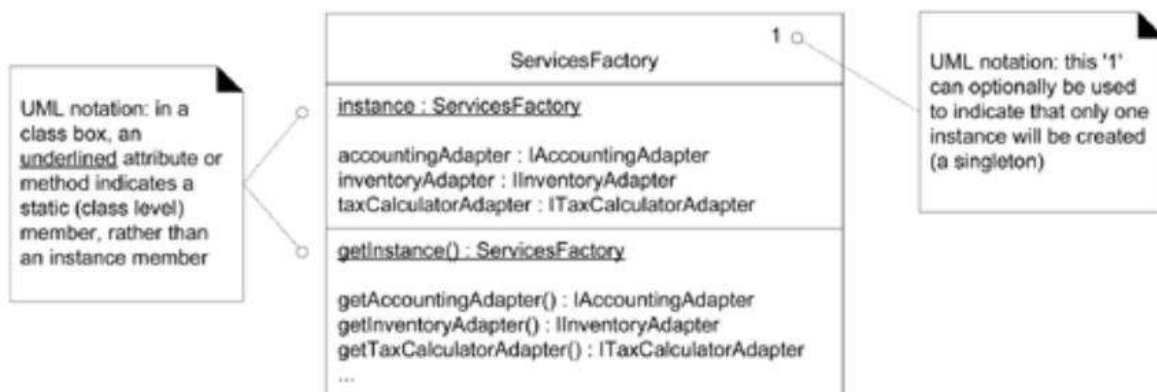 UML notation: in a
class box, an
underlined attribute or
method indicates a
static (class level)
member, rather than
an instance member
1
ServicesFactory
instance : ServicesFactory
accountingAdapter : IAccountingAdapter
inventoryAdapter : IInventoryAdapter
taxCalculatorAdapter : ITaxCalculatorAdapter
getInstance() : ServicesFactory
getAccountingAdapter() : IAccountingAdapter
getInventoryAdapter() : IInventoryAdapter
getTaxCalculatorAdapter() : ITaxCalculatorAdapter
...
UML notation: this '1'
can optionally be used
to indicate that only one
instance will be created
(a singleton)